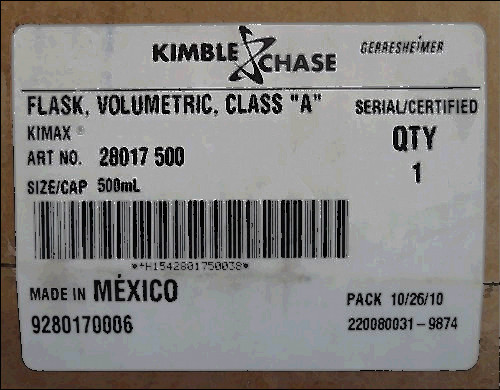 KIMBLE CHASE GERRESHEIMER
FLASK, VOLUMETRIC, CLASS "A"
SERIAL/CERTIFIED
KIMAX ®
QTY
ART NO. 28017 500
1
SIZE/CAP 500mL
**H1542801750038*
MADE IN MÉXICO
PACK 10/26/10
9280170006
220080031-9874